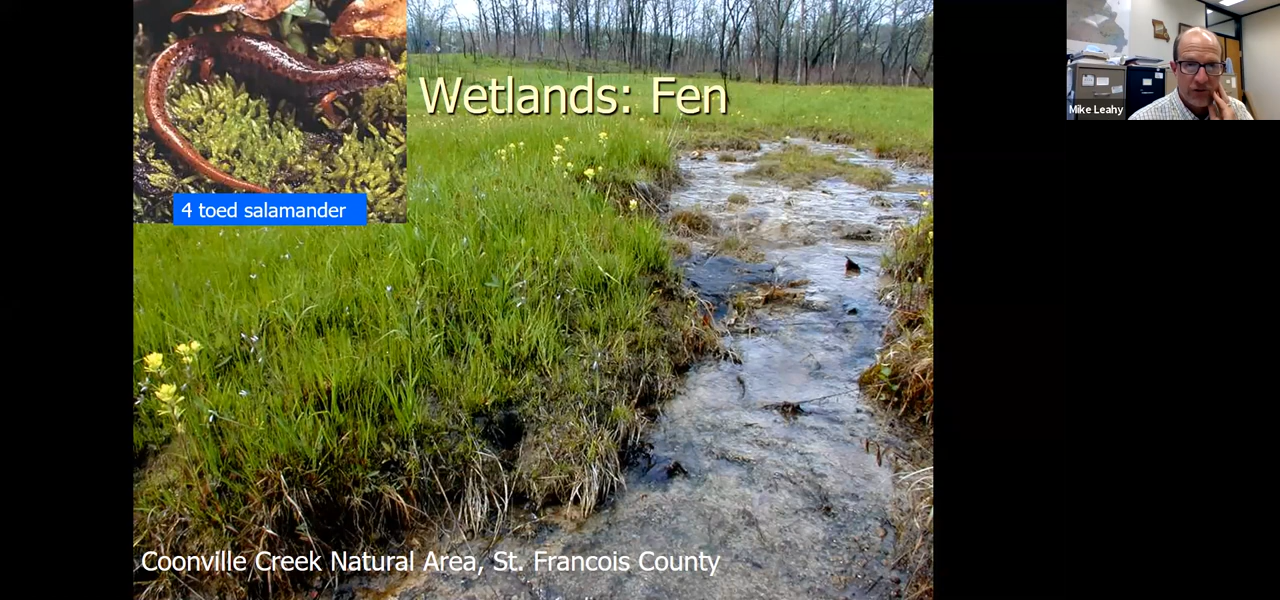 Wetlands: Fen
Mike Leahy
4 toed salamander
Coonville Creek Natural Area, St. Francois County